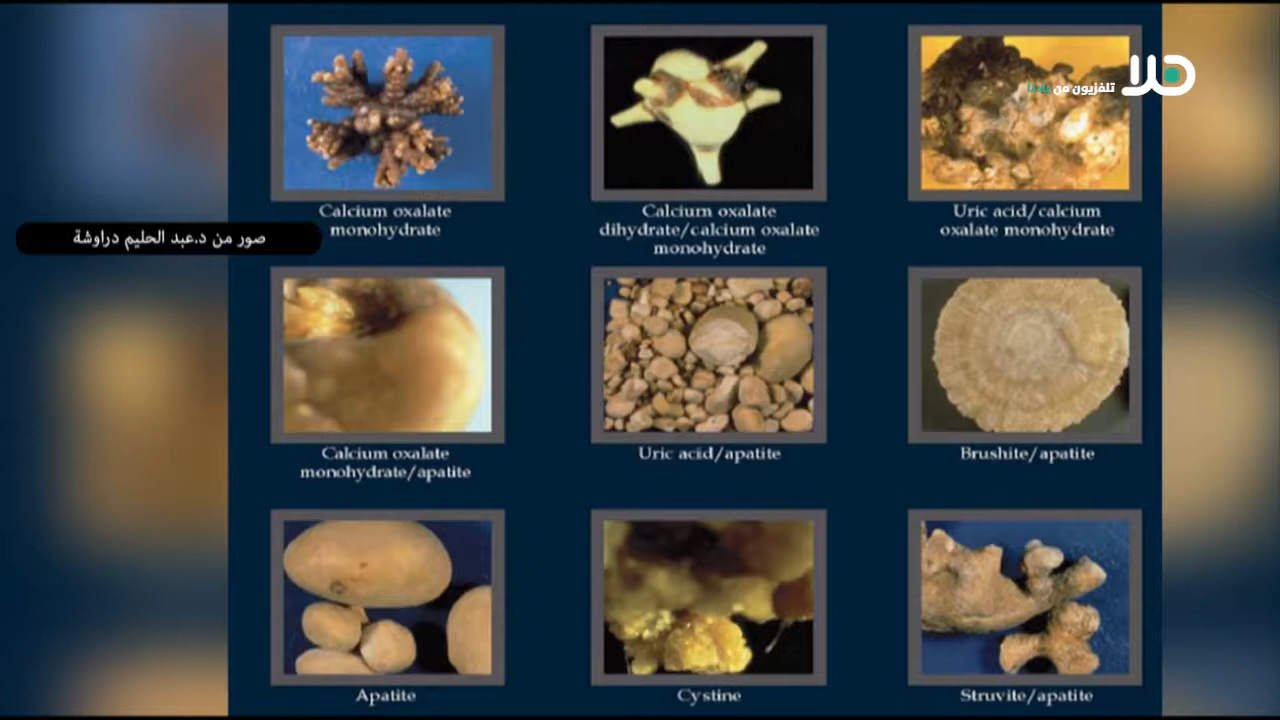 هلا
تلفزيون من بلدنا
صور من د.عبد الحليم دراوشة
Calcium oxalate
monohydrate
Calcium oxalate
dihydrate/calcium oxalate
monohydrate
Uric acid/calcium
oxalate monohydrate
Calcium oxalate
monohydrate/apatite
Uric acid/apatite
Brushite/apatite
Apatite
Cystine
Struvite/apatite